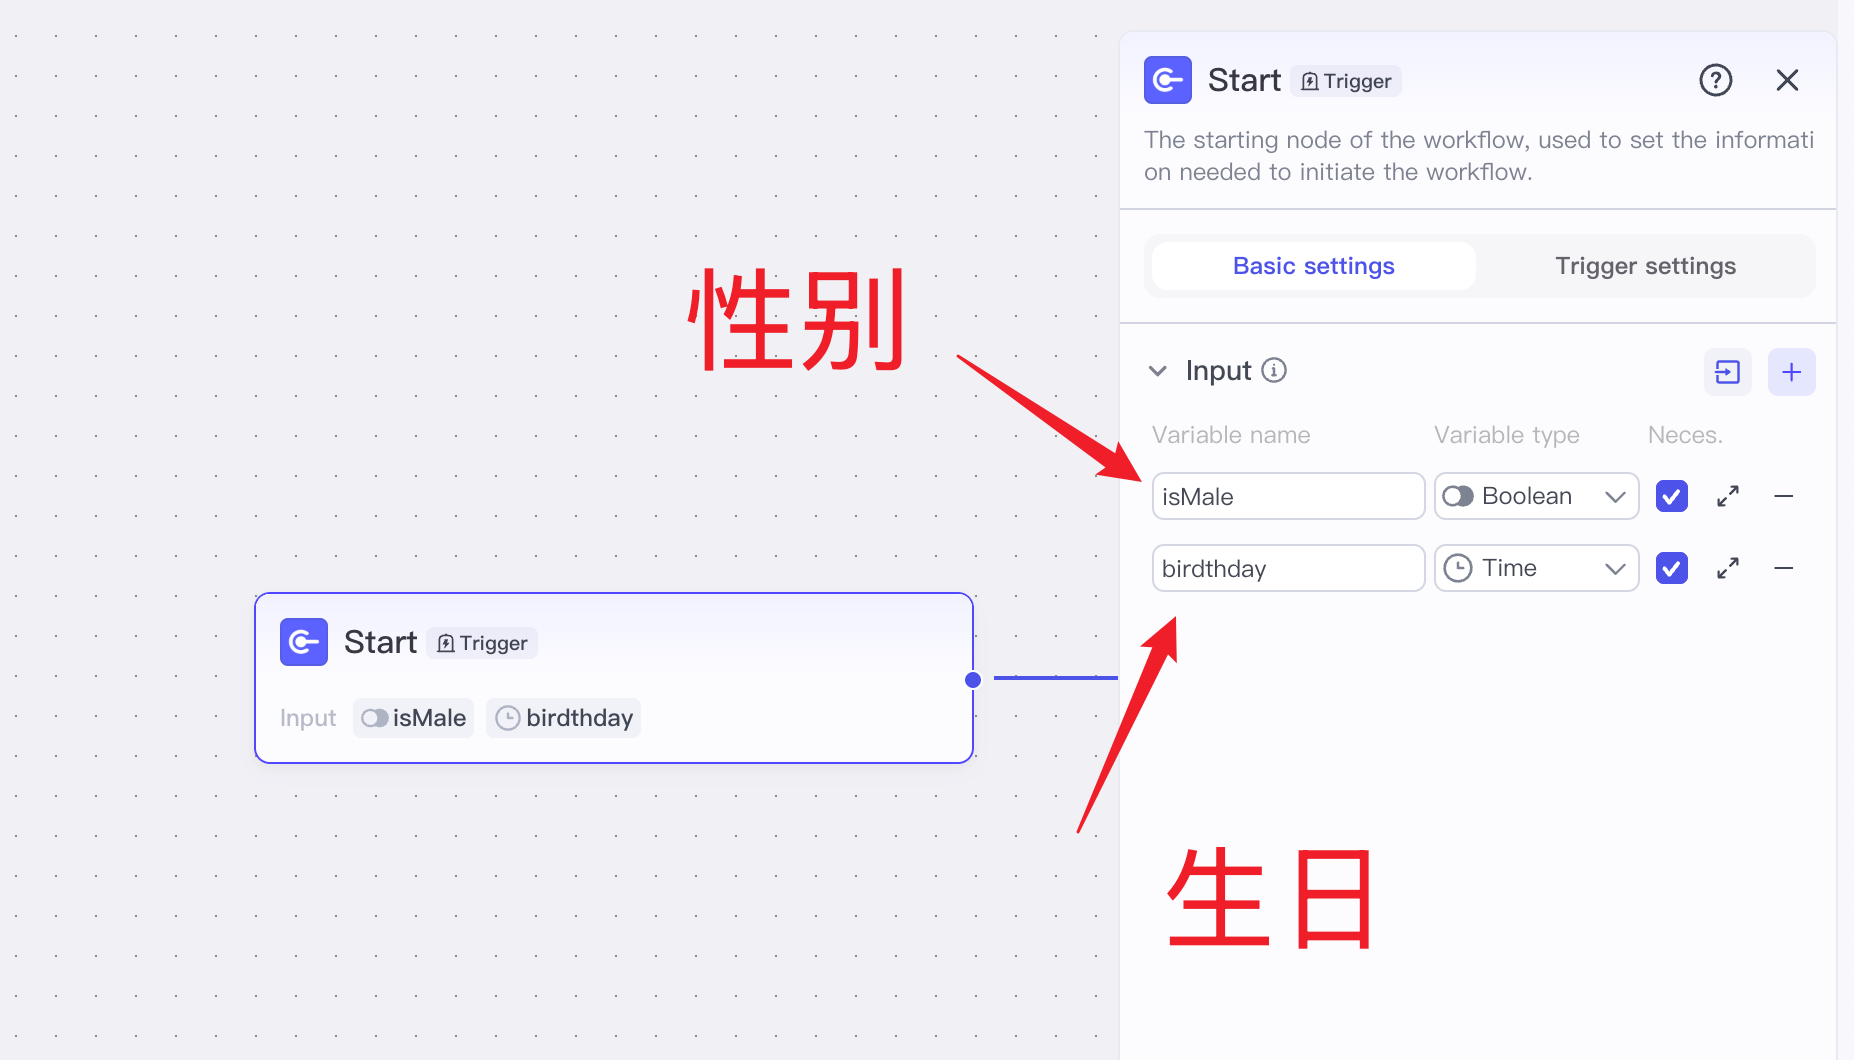 Start Trigger
The starting node of the workflow, used to set the informati
on needed to initiate the workflow.
Basic settings Trigger settings
性别
Input
Variable name Variable type Neces.
isMale Boolean
birdthday Time
Start Trigger
Input isMale birdthday
生日